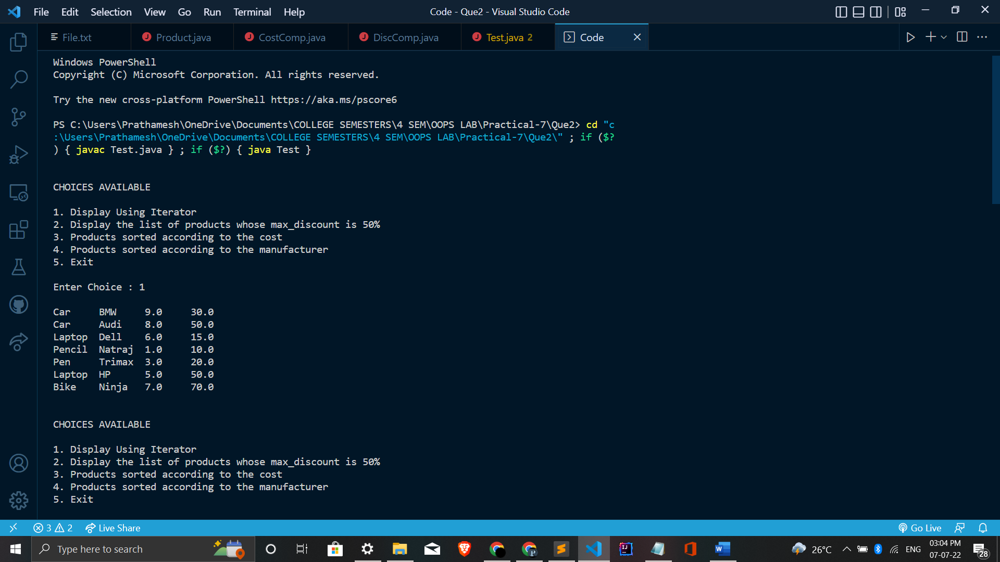 File Edit Selection View Go Run Terminal Help
Code - Que2 - Visual Studio Code
File.txt
Product.java
CostComp.java
DiscComp.java
Test.java 2
Code
Windows PowerShell
Copyright (C) Microsoft Corporation. All rights reserved.
Try the new cross-platform PowerShell https://aka.ms/pscore6
PS C:\Users\Prathamesh\OneDrive\Documents\COLLEGE SEMESTERS\4 SEM\OOPS LAB\Practical-7\Que2> cd "c
:\Users\Prathamesh\OneDrive\Documents\COLLEGE SEMESTERS\4 SEM\OOPS LAB\Practical-7\Que2\" ; if ($?
) { javac Test.java } ; if ($?) { java Test }
CHOICES AVAILABLE
1. Display Using Iterator
2. Display the list of products whose max_discount is 50%
3. Products sorted according to the cost
4. Products sorted according to the manufacturer
5. Exit
Enter Choice : 1
Car BMW 9.0 30.0
Car Audi 8.0 50.0
Laptop Dell 6.0 15.0
Pencil Natraj 1.0 10.0
Pen Trimax 3.0 20.0
Laptop HP 5.0 50.0
Bike Ninja 7.0 70.0
CHOICES AVAILABLE
1. Display Using Iterator
2. Display the list of products whose max_discount is 50%
3. Products sorted according to the cost
4. Products sorted according to the manufacturer
5. Exit
3 2 Live Share
Go Live
Type here to search
26°C
ENG
03:04 PM
07-07-22
28